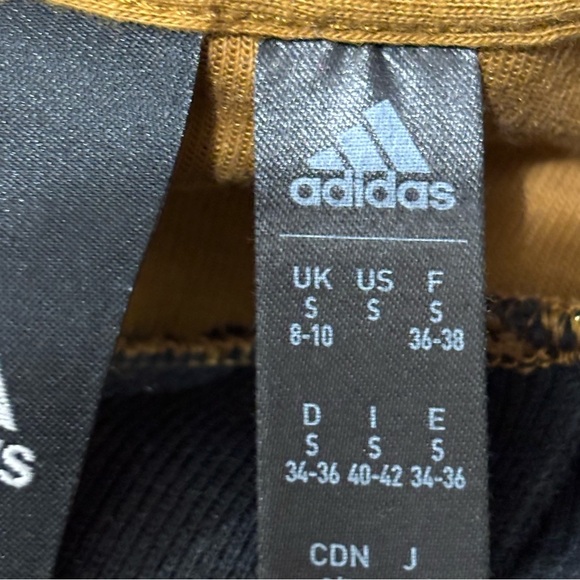 adidas
UK US F
S S S
8-10 36-38
D I E
S S S
34-36 40-42 34-36
CDN J